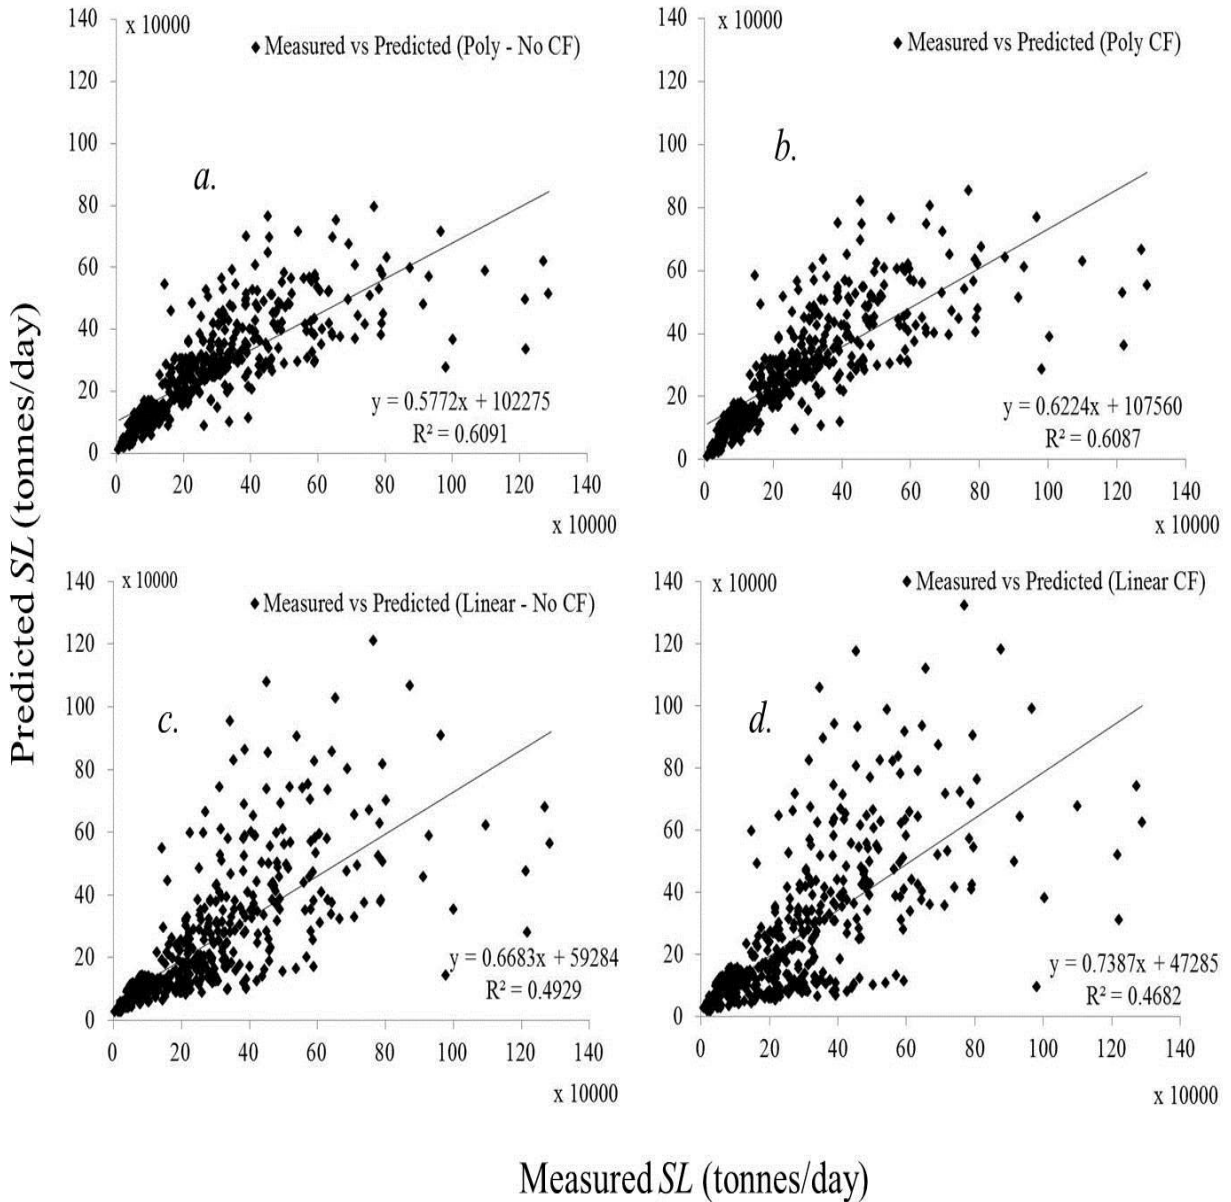 Predicted SL (tonnes/day)
x 10000
Measured vs Predicted (Poly - No CF)
a.
140
120
100
80
60
40
20
0
y = 0.5772x + 102275
R² = 0.6091
0 20 40 60 80 100 120 140
x 10000
x 10000
Measured vs Predicted (Poly CF)
b.
140
120
100
80
60
40
20
0
y = 0.6224x + 107560
R² = 0.6087
0 20 40 60 80 100 120 140
x 10000
x 10000
Measured vs Predicted (Linear - No CF)
c.
140
120
100
80
60
40
20
0
y = 0.6683x + 59284
R² = 0.4929
0 20 40 60 80 100 120 140
x 10000
x 10000
Measured vs Predicted (Linear CF)
d.
140
120
100
80
60
40
20
0
y = 0.7387x + 47285
R² = 0.4682
0 20 40 60 80 100 120 140
x 10000
Measured SL (tonnes/day)